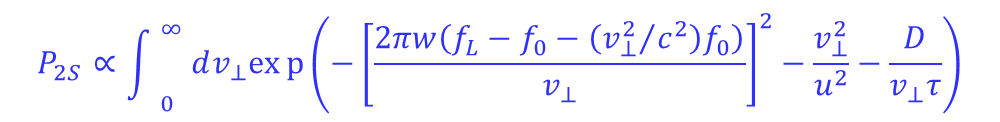 P_{2S} ∝ ∫_0^∞ dv_⊥ exp(−[2πw(f_L − f_0 − (v_⊥^2/c^2)f_0)/v_⊥]^2 − v_⊥^2/u^2 − D/(v_⊥τ))